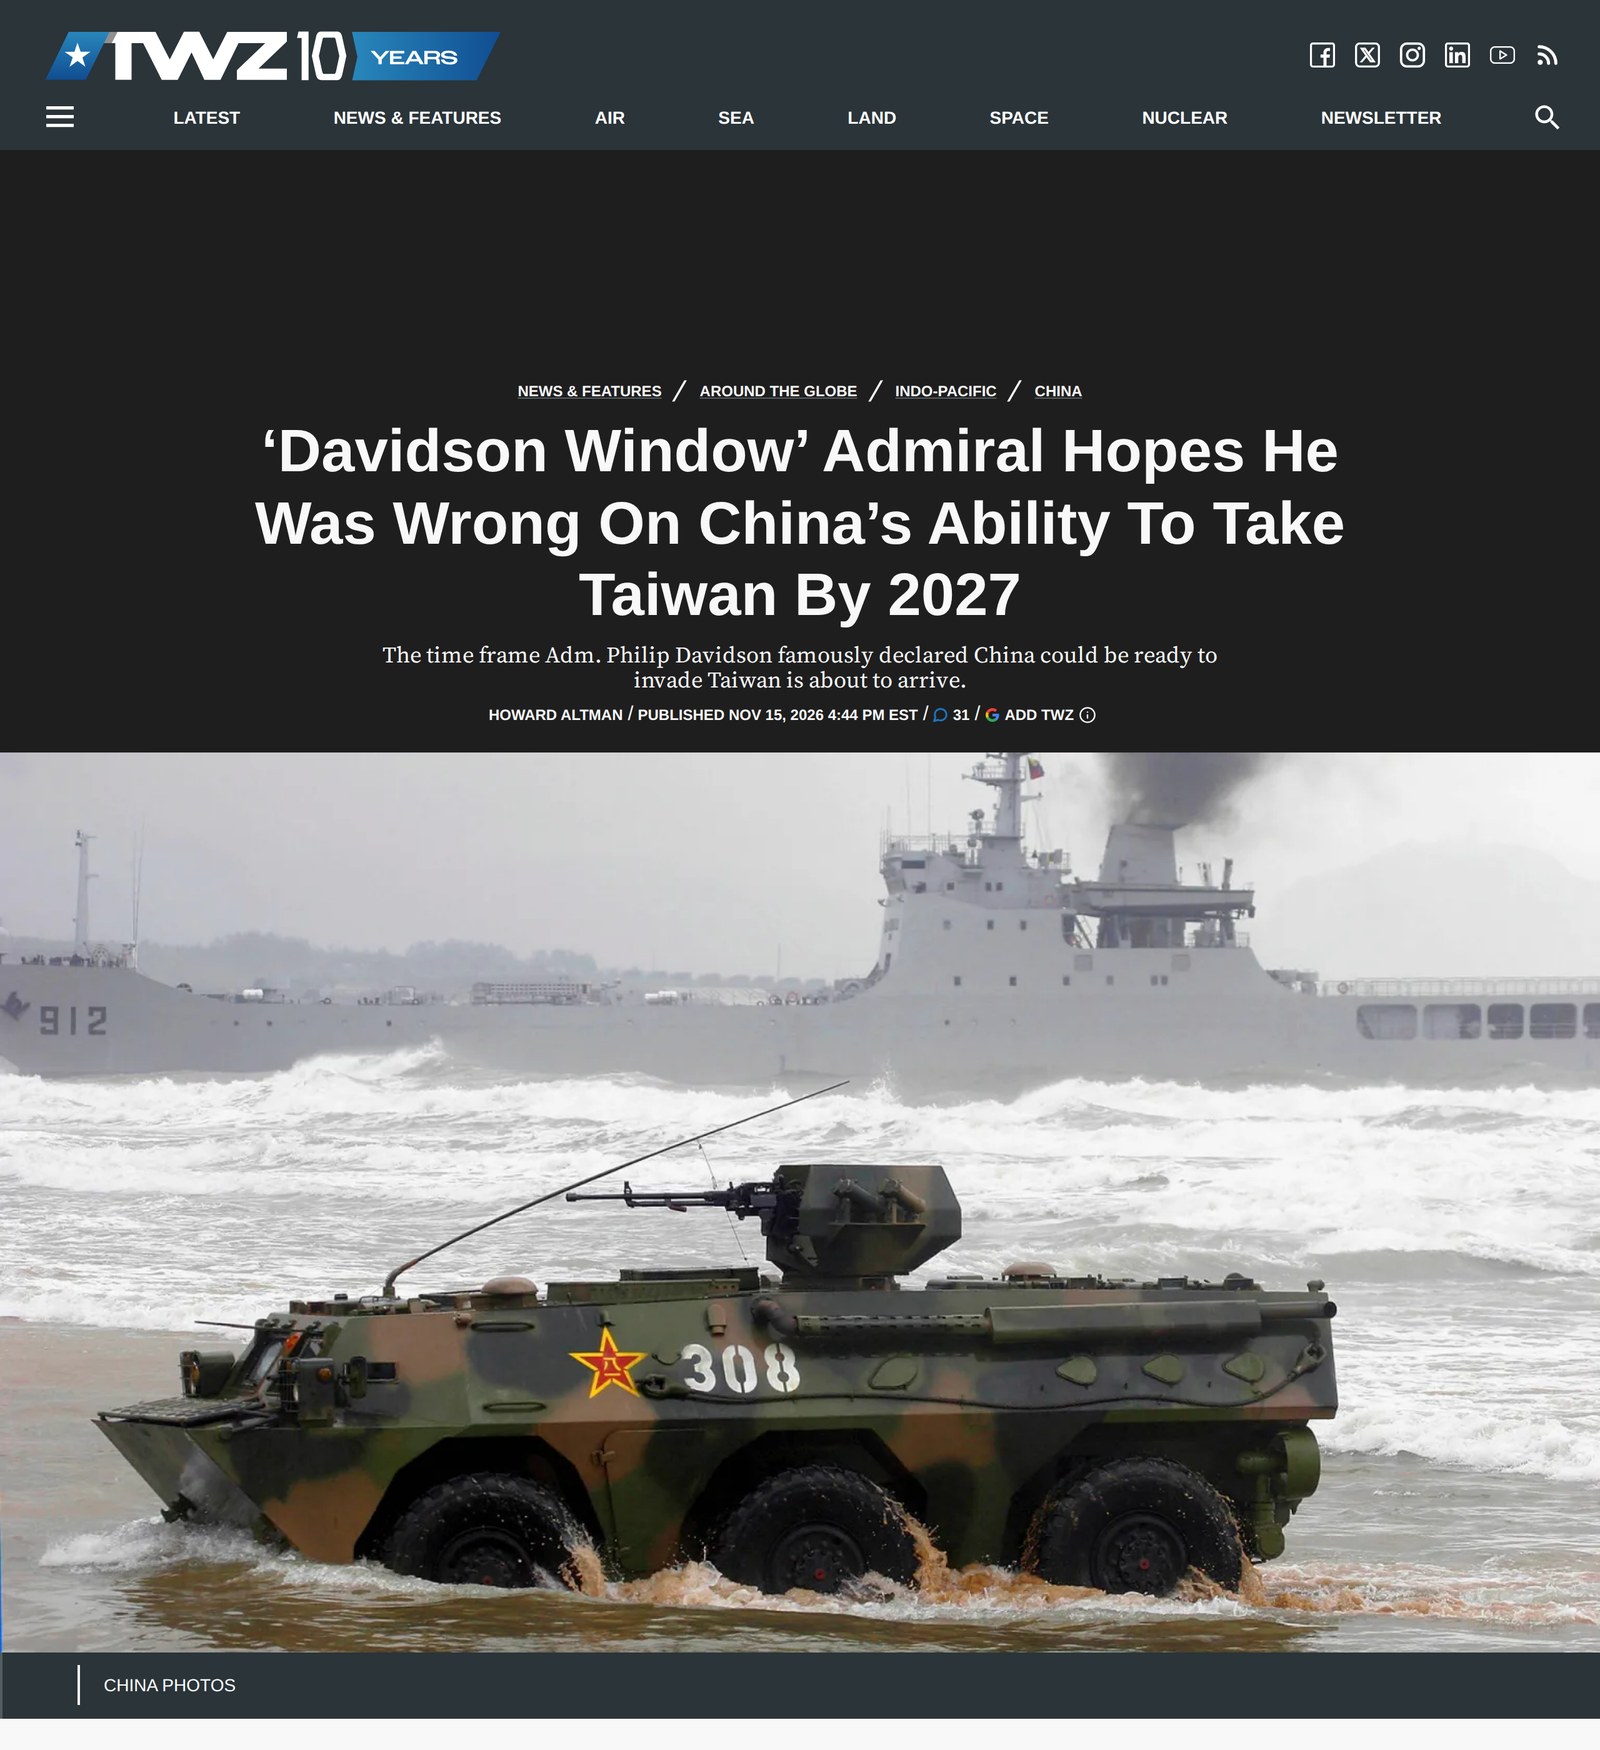 TWZ 10 YEARS
LATEST NEWS & FEATURES AIR SEA LAND SPACE NUCLEAR NEWSLETTER
NEWS & FEATURES / AROUND THE GLOBE / INDO-PACIFIC / CHINA
‘Davidson Window’ Admiral Hopes He
Was Wrong On China’s Ability To Take
Taiwan By 2027
The time frame Adm. Philip Davidson famously declared China could be ready to
invade Taiwan is about to arrive.
HOWARD ALTMAN / PUBLISHED NOV 15, 2026 4:44 PM EST / 31 / ADD TWZ
912
八一
308
CHINA PHOTOS